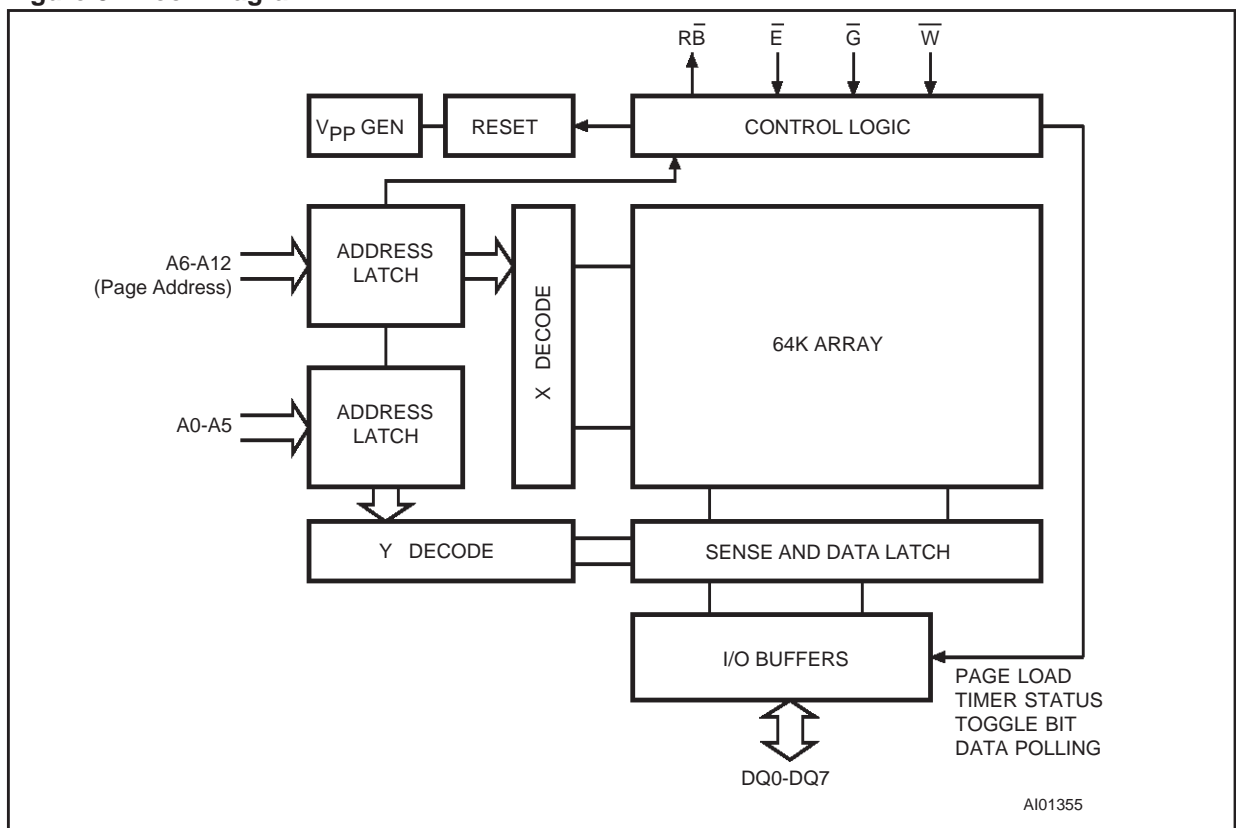 RB̅ E̅ G̅ W̅
VPP GEN RESET CONTROL LOGIC
A6-A12
(Page Address)
ADDRESS
LATCH
X DECODE
64K ARRAY
A0-A5
ADDRESS
LATCH
Y DECODE
SENSE AND DATA LATCH
I/O BUFFERS
PAGE LOAD
TIMER STATUS
TOGGLE BIT
DATA POLLING
DQ0-DQ7
AI01355